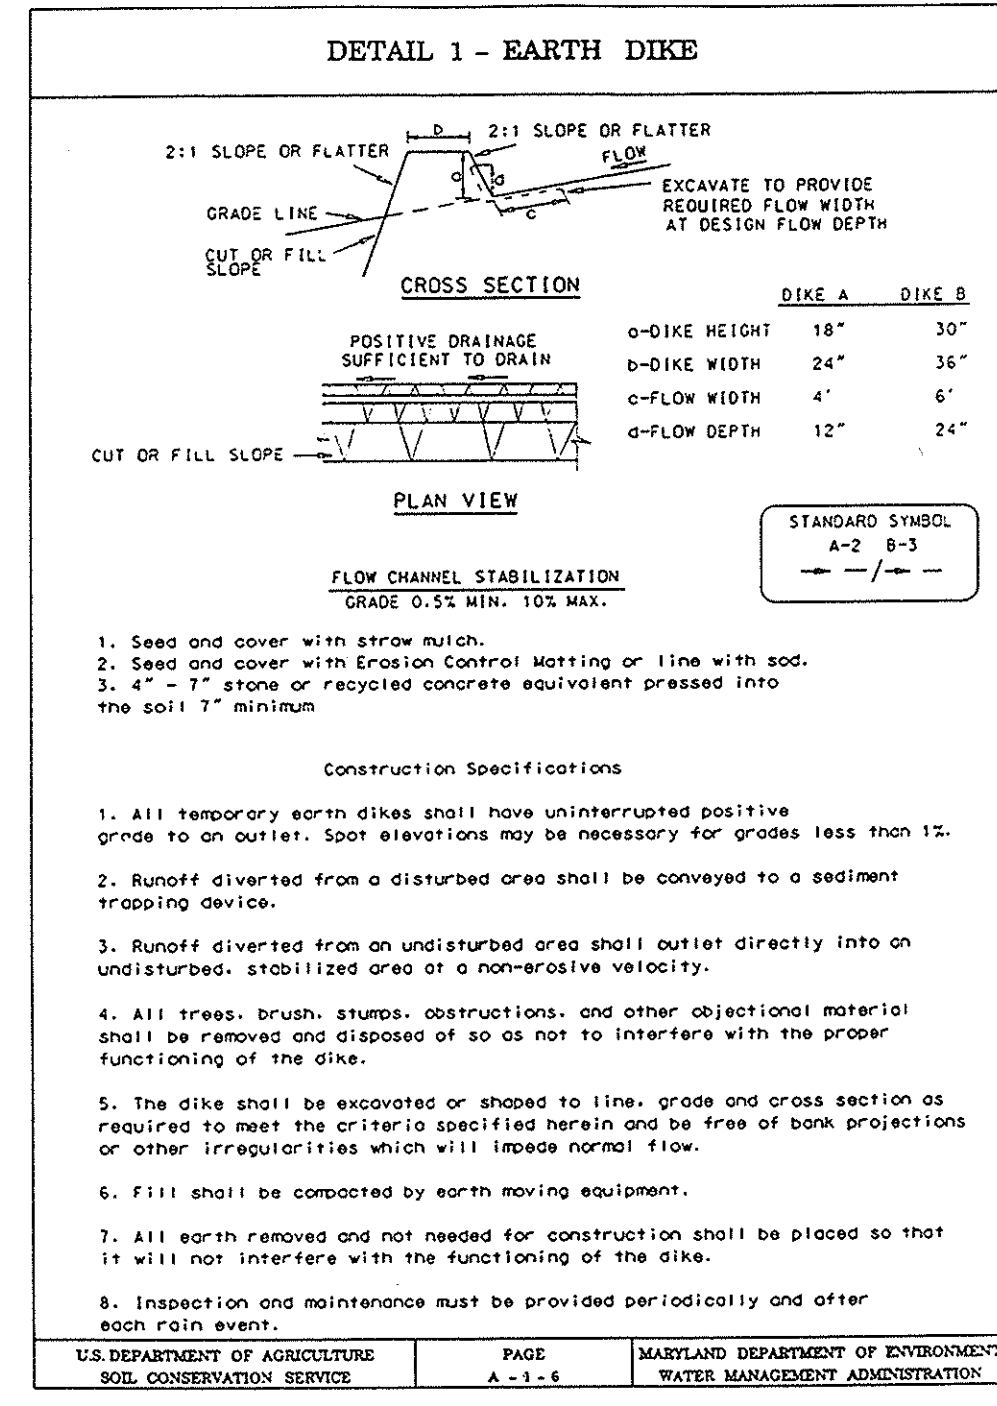 DETAIL 1 - EARTH DIKE
b
2:1 SLOPE OR FLATTER
2:1 SLOPE OR FLATTER
FLOW
a
d
EXCAVATE TO PROVIDE
REQUIRED FLOW WIDTH
AT DESIGN FLOW DEPTH
GRADE LINE
c
CUT OR FILL
SLOPE
CROSS SECTION
DIKE A DIKE B
a-DIKE HEIGHT 18" 30"
b-DIKE WIDTH 24" 36"
c-FLOW WIDTH 4' 6'
d-FLOW DEPTH 12" 24"
POSITIVE DRAINAGE
SUFFICIENT TO DRAIN
CUT OR FILL SLOPE
PLAN VIEW
STANDARD SYMBOL
A-2 B-3
/
FLOW CHANNEL STABILIZATION
GRADE 0.5% MIN. 10% MAX.
1. Seed and cover with straw mulch.
2. Seed and cover with Erosion Control Matting or line with sod.
3. 4" - 7" stone or recycled concrete equivalent pressed into
the soil 7" minimum
Construction Specifications
1. All temporary earth dikes shall have uninterrupted positive
grade to an outlet. Spot elevations may be necessary for grades less than 1%.
2. Runoff diverted from a disturbed area shall be conveyed to a sediment
trapping device.
3. Runoff diverted from an undisturbed area shall outlet directly into an
undisturbed, stabilized area at a non-erosive velocity.
4. All trees, brush, stumps, obstructions, and other objectional material
shall be removed and disposed of so as not to interfere with the proper
functioning of the dike.
5. The dike shall be excavated or shaped to line, grade and cross section as
required to meet the criteria specified herein and be free of bank projections
or other irregularities which will impede normal flow.
6. Fill shall be compacted by earth moving equipment.
7. All earth removed and not needed for construction shall be placed so that
it will not interfere with the functioning of the dike.
8. Inspection and maintenance must be provided periodically and after
each rain event.
U.S. DEPARTMENT OF AGRICULTURE
SOIL CONSERVATION SERVICE
PAGE
A - 1 - 6
MARYLAND DEPARTMENT OF ENVIRONMENT
WATER MANAGEMENT ADMINISTRATION